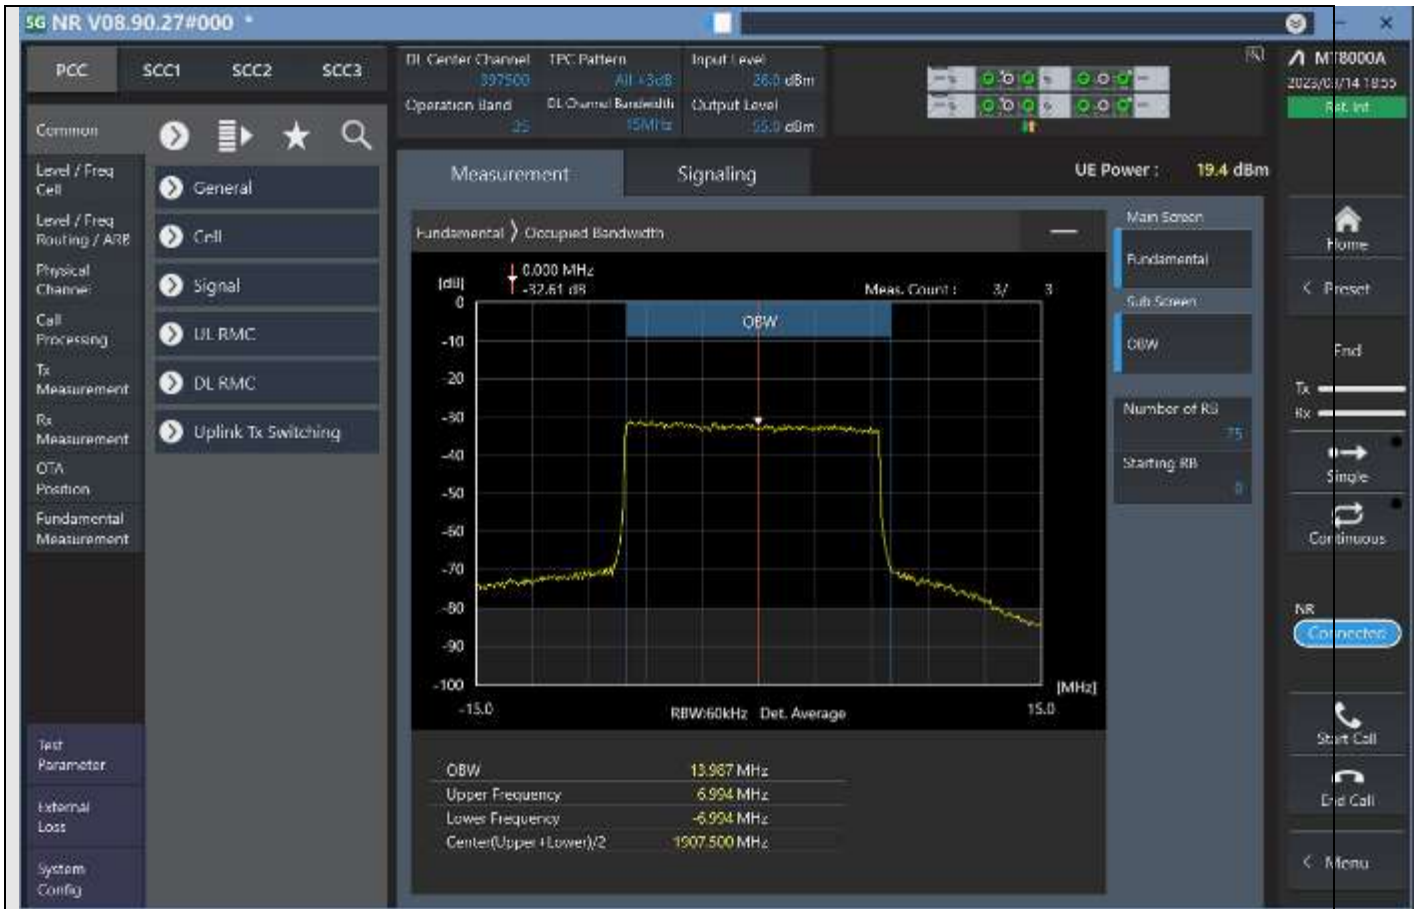 5G NR V08.90.27#000 *
PCC SCC1 SCC2 SCC3
DL Center Channel
397500
TPC Pattern
All +3dB
Input Level
26.0 dBm
Operation Band
25
DL Channel Bandwidth
15MHz
Output Level
-55.0 dBm
MT8000A
2023/03/14 18:55
Ref. Int
Common
Level / Freq
Cell
Level / Freq
Routing / ARB
Physical
Channel
Call
Processing
Tx
Measurement
Rx
Measurement
OTA
Position
Fundamental
Measurement
Test
Parameter
External
Loss
System
Config
General
Cell
Signal
UL RMC
DL RMC
Uplink Tx Switching
Measurement Signaling
UE Power : 19.4 dBm
Fundamental ❭ Occupied Bandwidth
0.000 MHz
-32.61 dB
[dB]
Meas. Count : 3/ 3
OBW
0
-10
-20
-30
-40
-50
-60
-70
-80
-90
-100
[MHz]
-15.0
RBW:60kHz Det. Average
15.0
OBW 13.987 MHz
Upper Frequency 6.994 MHz
Lower Frequency -6.994 MHz
Center(Upper+Lower)/2 1907.500 MHz
Main Screen
Fundamental
Sub Screen
OBW
Number of RB
75
Starting RB
0
Home
< Preset
End
Tx
Rx
Single
Continuous
NR
Connected
Start Call
End Call
< Menu